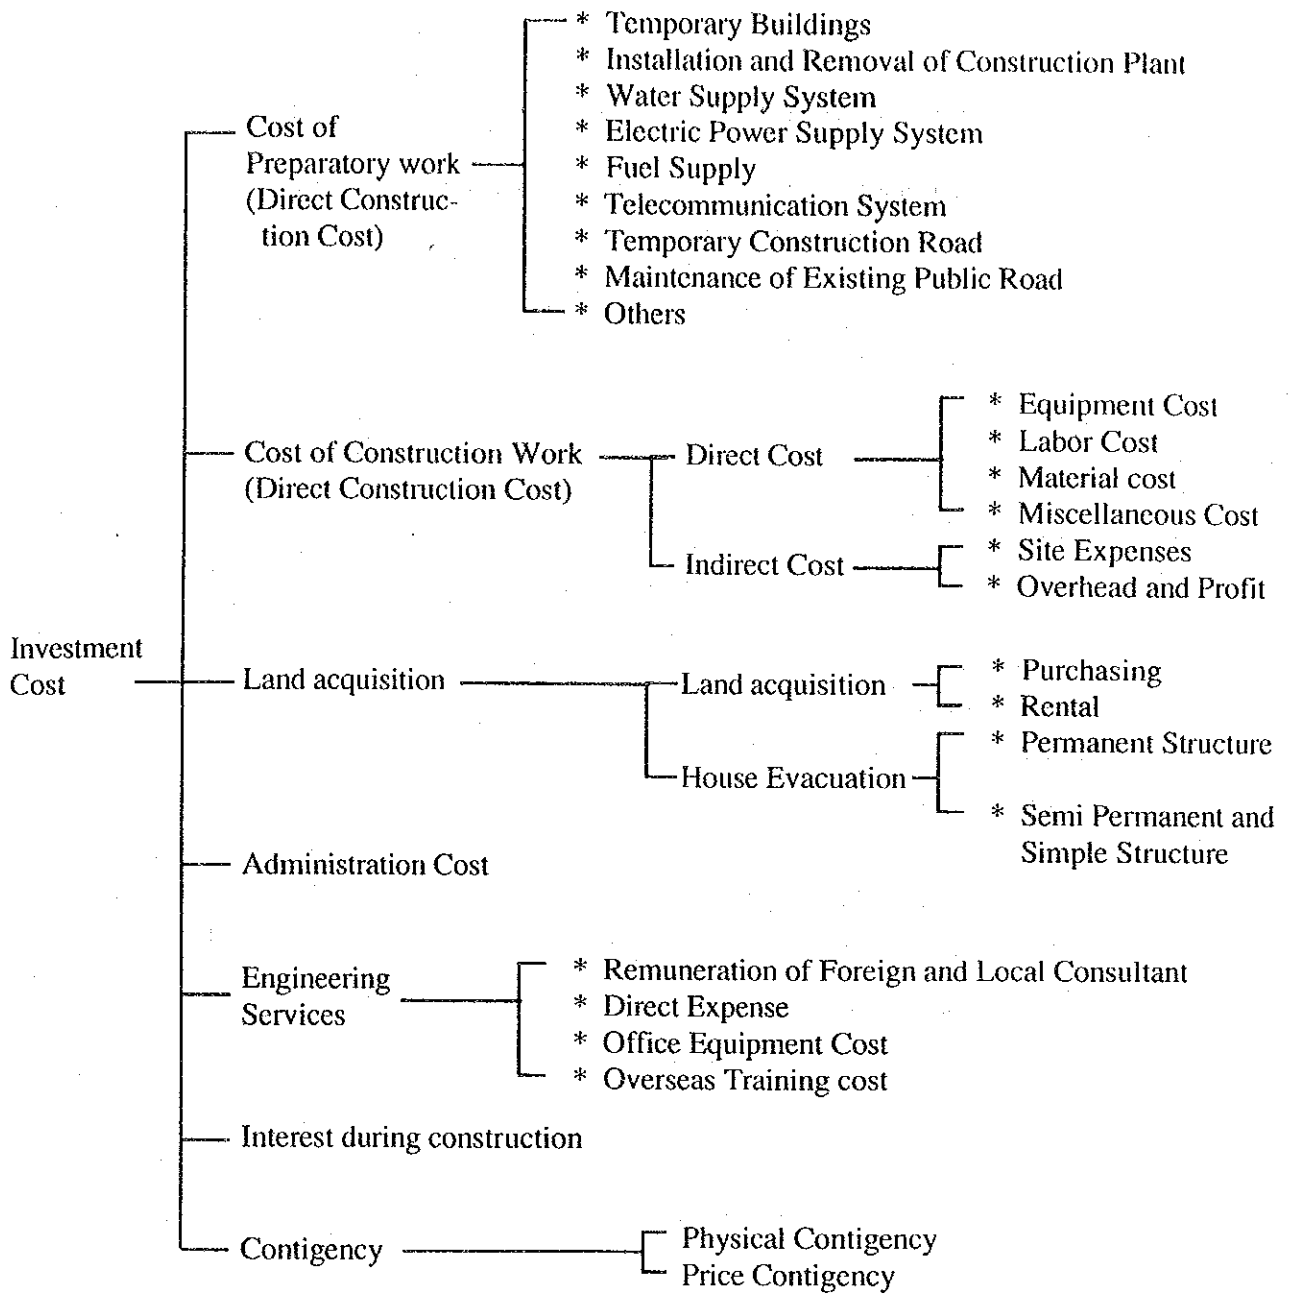 * Temporary Buildings
* Installation and Removal of Construction Plant
* Water Supply System
* Electric Power Supply System
* Fuel Supply
* Telecommunication System
* Temporary Construction Road
* Maintenance of Existing Public Road
* Others
Cost of
Preparatory work
(Direct Construc-
tion Cost)
Cost of Construction Work
(Direct Construction Cost)
Direct Cost
* Equipment Cost
* Labor Cost
* Material cost
* Miscellaneous Cost
Indirect Cost
* Site Expenses
* Overhead and Profit
Investment
Cost
Land acquisition
Land acquisition
* Purchasing
* Rental
House Evacuation
* Permanent Structure
* Semi Permanent and
Simple Structure
Administration Cost
Engineering
Services
* Remuneration of Foreign and Local Consultant
* Direct Expense
* Office Equipment Cost
* Overseas Training cost
Interest during construction
Contigency
Physical Contigency
Price Contigency